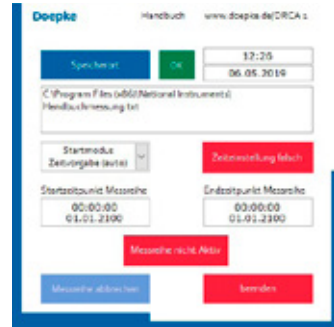 Doepke Handbuch www.doepke.de/DRCA 1
Speicherort OK 12:26
06.05.2019
C:\Program Files (x86)\National Instruments\
Handbuchmessung.txt
Startmodus
Zeitvorgabe (auto)
Zeiteinstellung falsch
Startzeitpunkt Messreihe Endzeitpunkt Messreihe
00:00:00 00:00:00
01.01.2100 01.01.2100
Messreihe nicht Aktiv
Messreihe abbrechen beenden